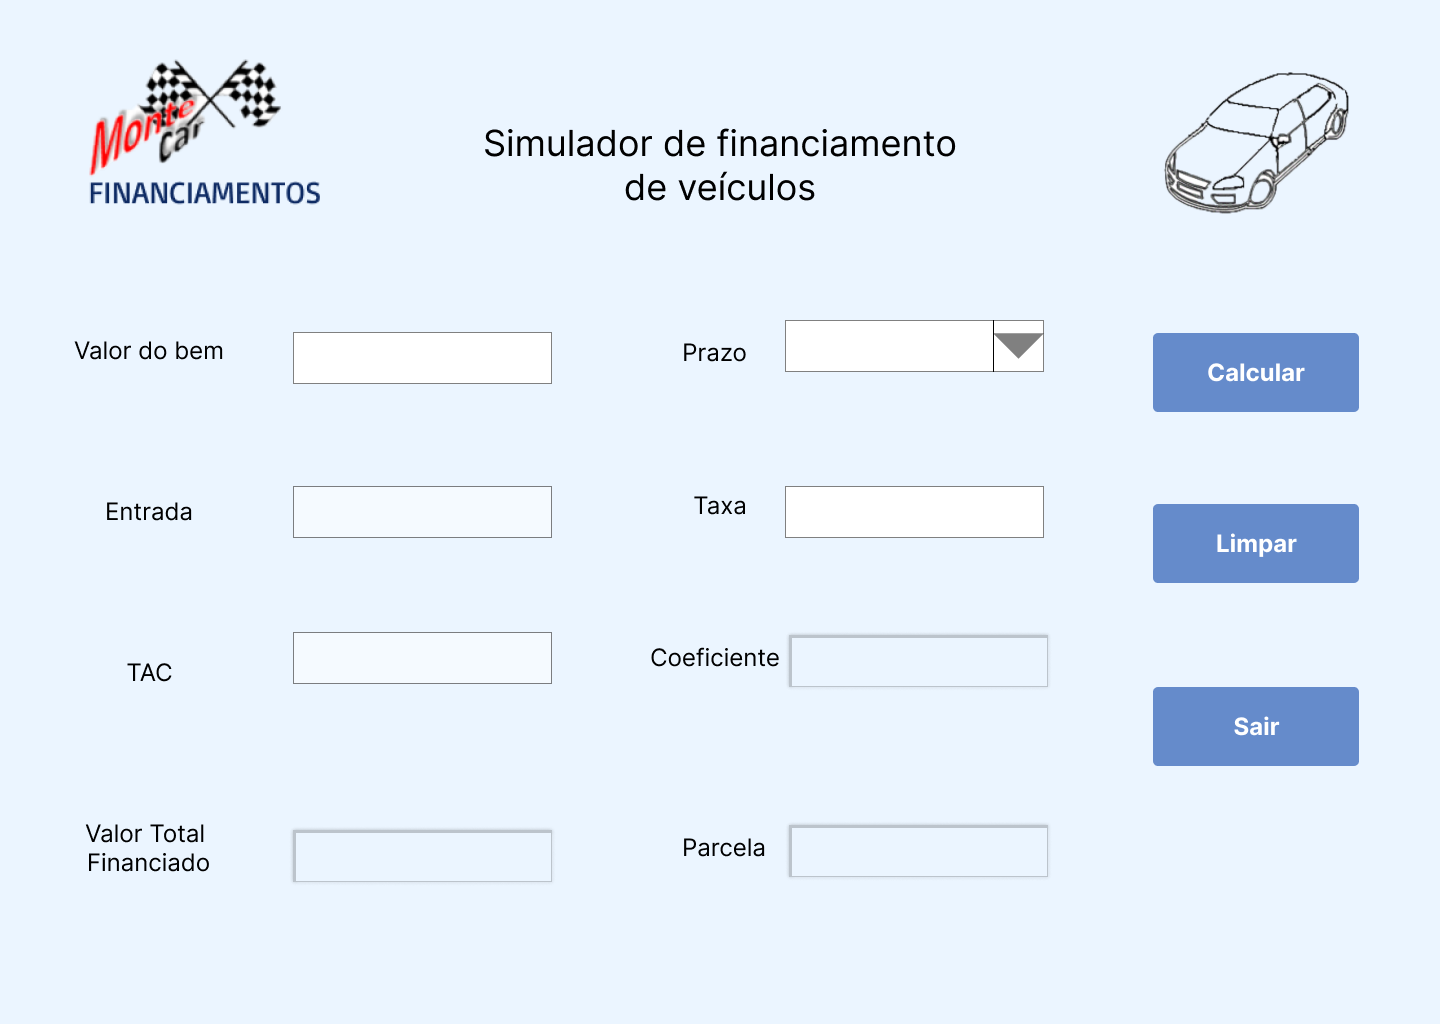 Monte
Car
FINANCIAMENTOS
Simulador de financiamento
de veículos
Valor do bem
Prazo
Calcular
Entrada
Taxa
Limpar
TAC
Coeficiente
Sair
Valor Total
Financiado
Parcela